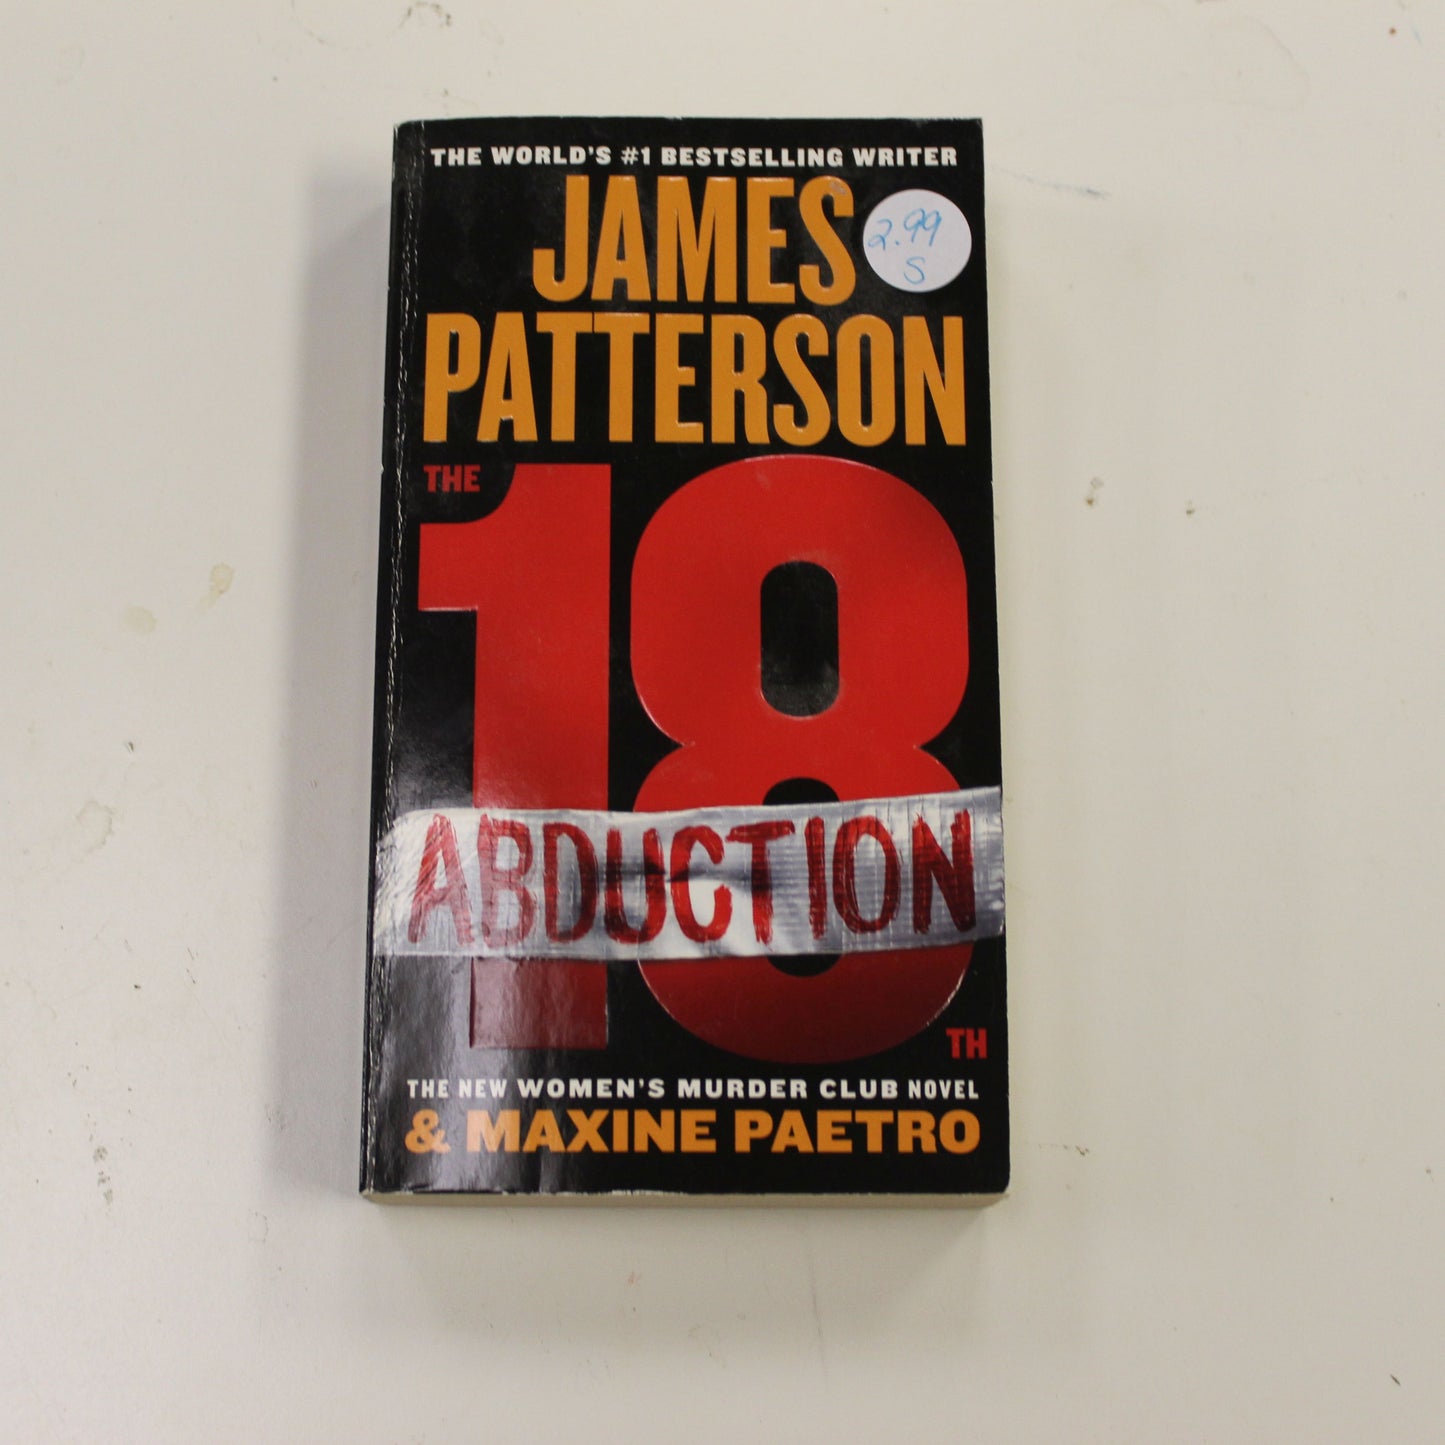 THE WORLD'S #1 BESTSELLING WRITER
JAMES
2.99
S
PATTERSON
THE
18
ABDUCTION
TH
THE NEW WOMEN'S MURDER CLUB NOVEL
& MAXINE PAETRO